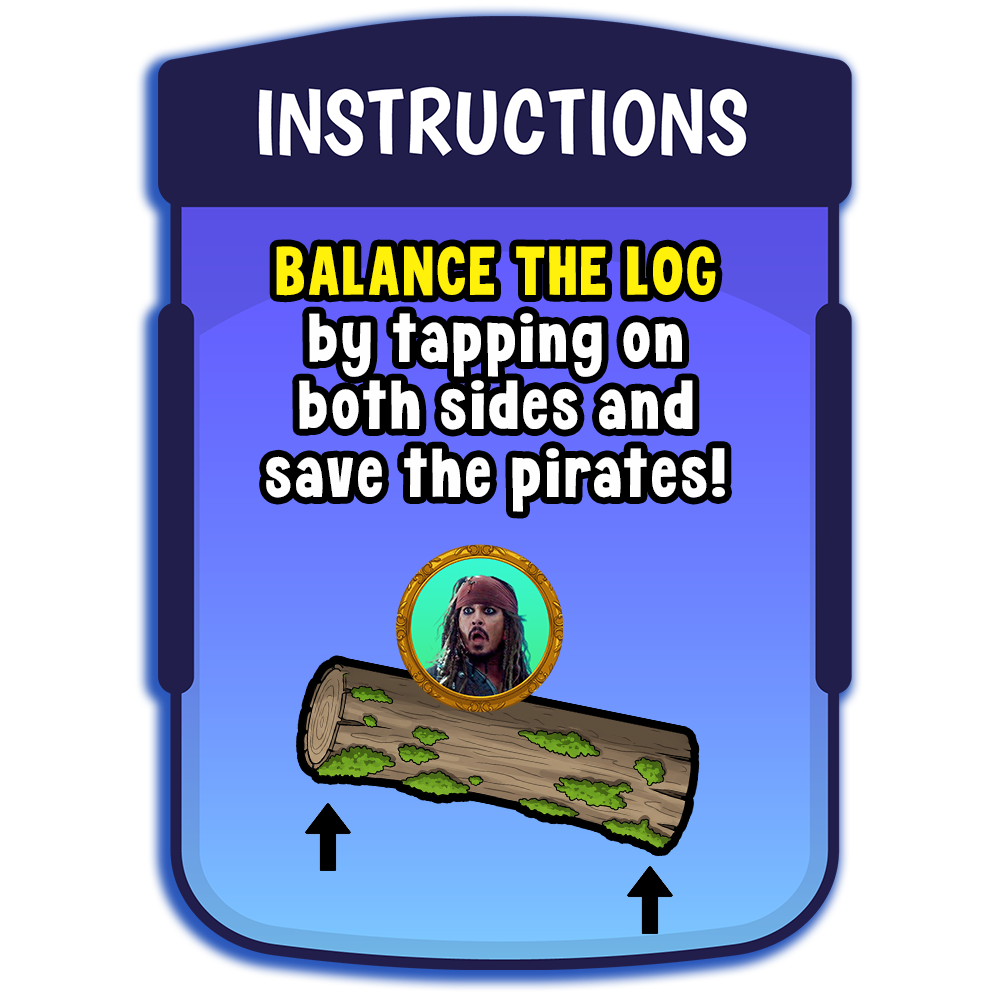 INSTRUCTIONS
BALANCE THE LOG
by tapping on
both sides and
save the pirates!